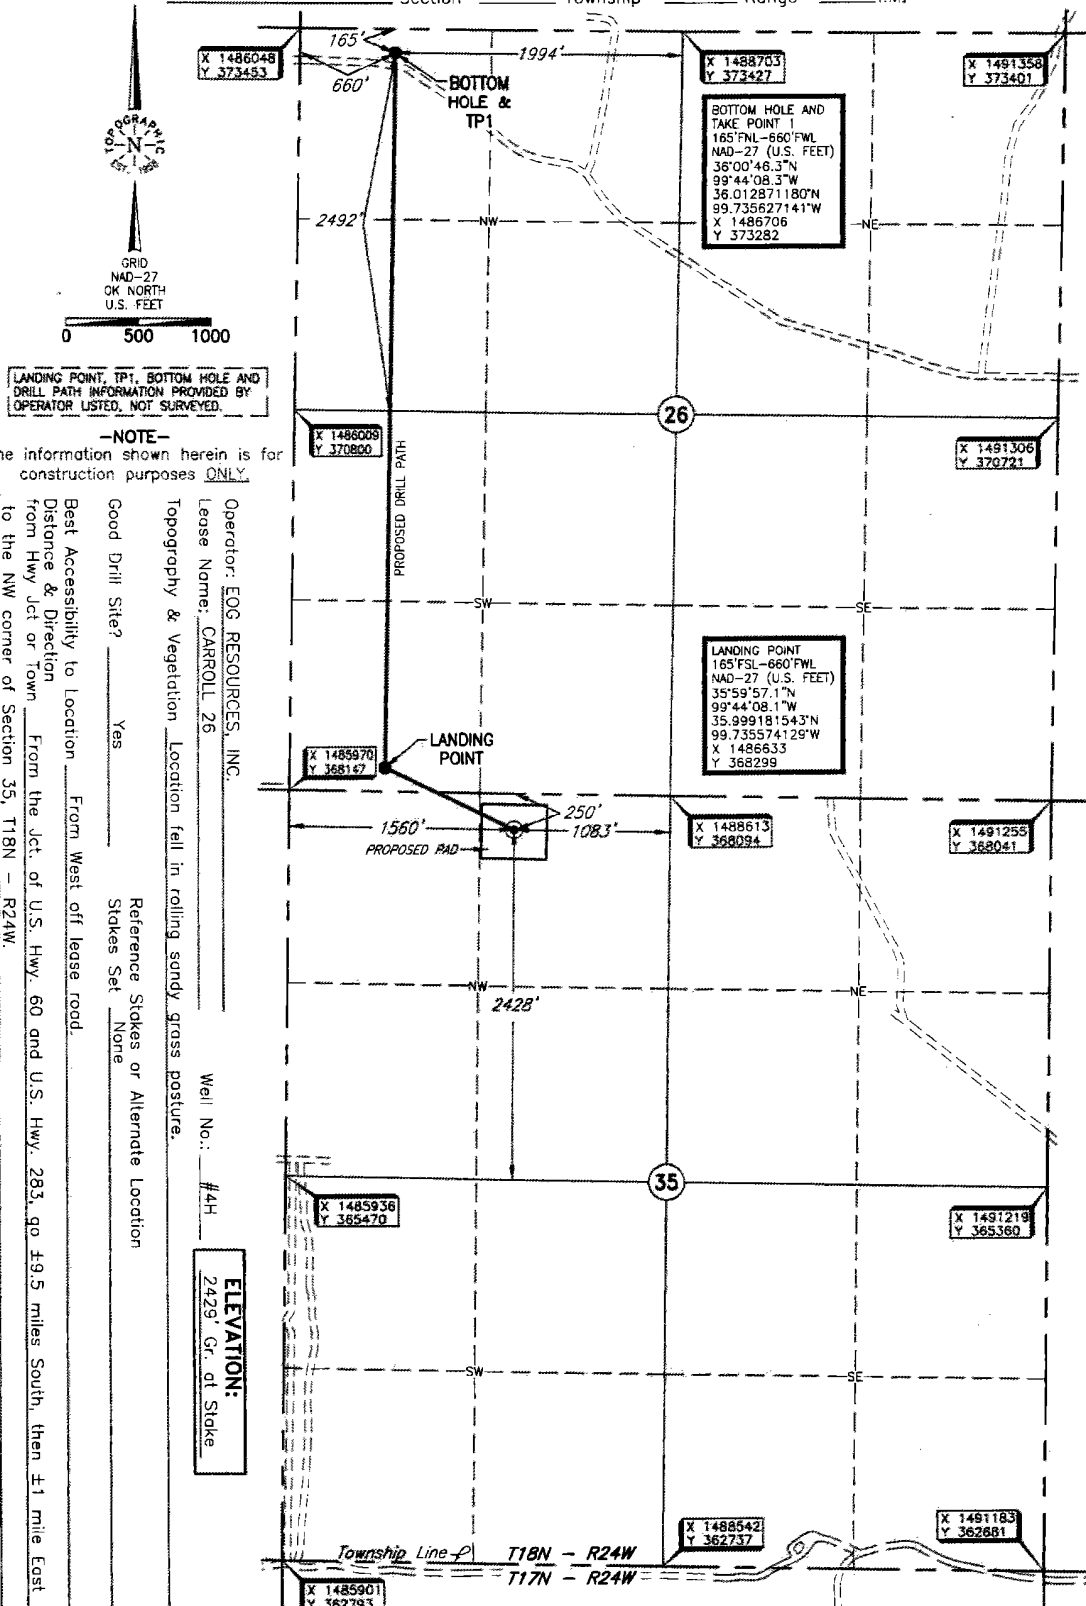 Section Township Range I.M.
165'
1994'
660'
X 1486048
Y 373453
BOTTOM
HOLE &
TP1
X 1488703
Y 373427
X 1491358
Y 373401
TOPOGRAPHIC
N
EST. 1958
BOTTOM HOLE AND
TAKE POINT 1
165'FNL-660'FWL
NAD-27 (U.S. FEET)
36°00'46.3"N
99°44'08.3"W
36.012871180°N
99.735627141°W
X 1486706
Y 373282
2492'
NW
NE
GRID
NAD-27
OK NORTH
U.S. FEET
0 500 1000
LANDING POINT, TP1, BOTTOM HOLE AND
DRILL PATH INFORMATION PROVIDED BY
OPERATOR LISTED, NOT SURVEYED.
-NOTE-
he information shown herein is for
construction purposes ONLY.
X 1486009
Y 370800
26
X 1491306
Y 370721
PROPOSED DRILL PATH
SW
SE
LANDING POINT
165'FSL-660'FWL
NAD-27 (U.S. FEET)
35°59'57.1"N
99°44'08.1"W
35.999181543°N
99.735574129°W
X 1486633
Y 368299
LANDING
POINT
X 1485970
Y 368147
250'
1560'
1083'
PROPOSED PAD
X 1488613
Y 368094
X 1491255
Y 368041
NW
NE
2428'
35
X 1485936
Y 365470
X 1491219
Y 365360
SW
SE
X 1488542
Y 362737
X 1491183
Y 362681
Township Line
T18N - R24W
T17N - R24W
X 1485901
Y 362793
Operator: EOG RESOURCES, INC.
ELEVATION:
2429' Gr. at Stake
Lease Name: CARROLL 26 Well No.: #4H
Topography & Vegetation Location fell in rolling sandy grass pasture.
Reference Stakes or Alternate Location
Good Drill Site? Yes Stakes Set None
Best Accessibility to Location From West off lease road.
Distance & Direction
from Hwy Jct or Town From the Jct. of U.S. Hwy. 60 and U.S. Hwy. 283, go ±9.5 miles South, then ±1 mile East
to the NW corner of Section 35, T18N - R24W.